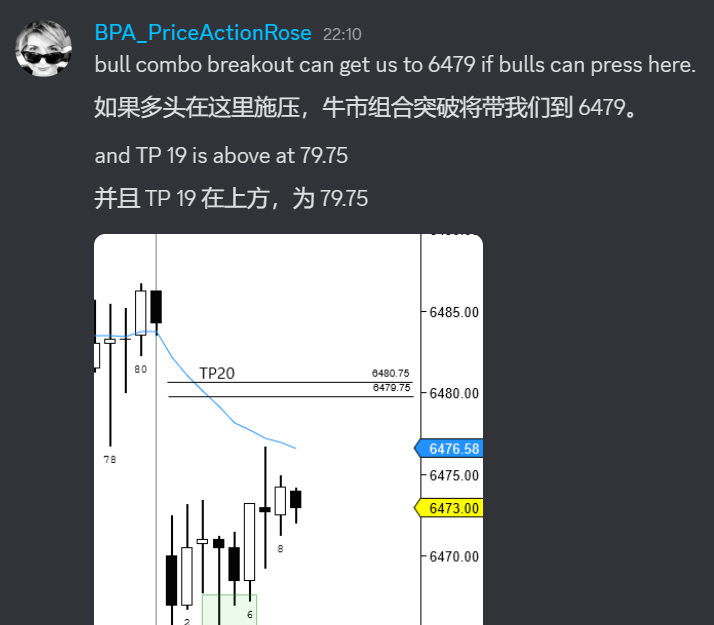 BPA_PriceActionRose 22:10
bull combo breakout can get us to 6479 if bulls can press here.
如果多头在这里施压，牛市组合突破将带我们到 6479。
and TP 19 is above at 79.75
并且 TP 19 在上方，为 79.75
6485.00
80
TP20
6480.75
6479.75
6480.00
6476.58
78
6475.00
6473.00
8
6470.00
6
2